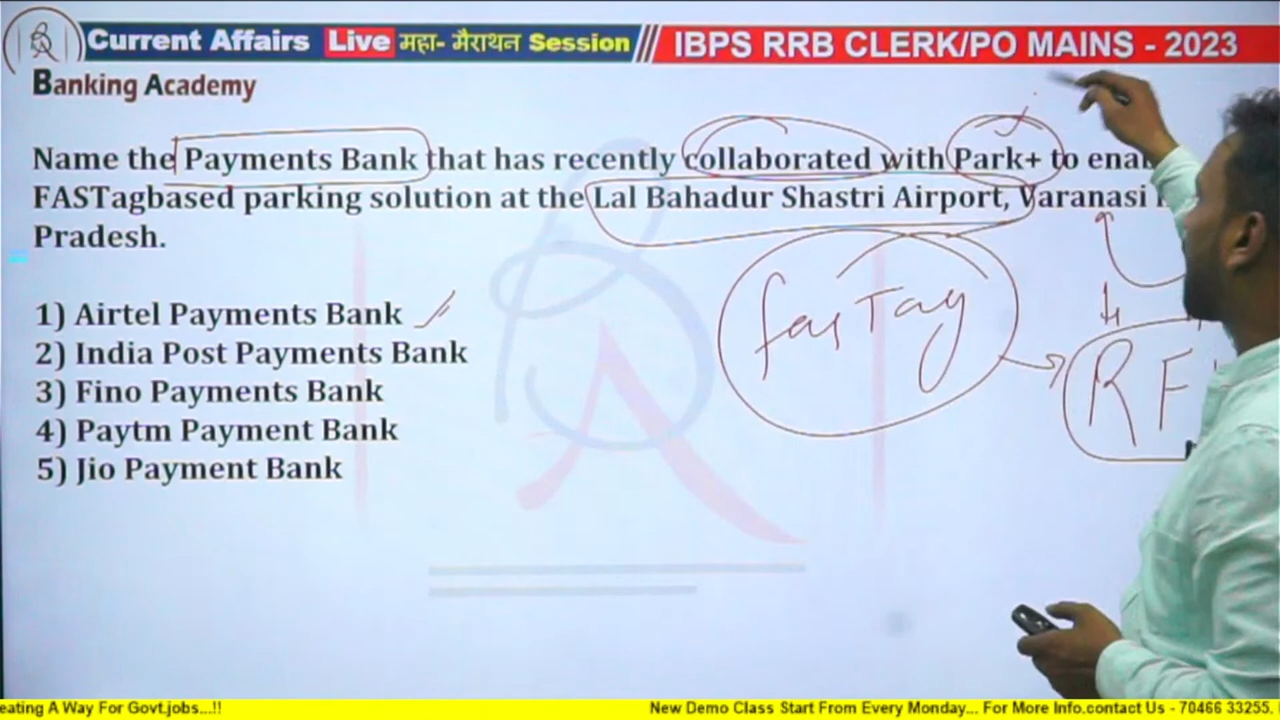 Current Affairs Live महा- मैराथन Session
IBPS RRB CLERK/PO MAINS - 2023
Banking Academy
Name the Payments Bank that has recently collaborated with Park+ to
FASTagbased parking solution at the Lal Bahadur Shastri Airport, Varanasi
Pradesh.
1) Airtel Payments Bank
2) India Post Payments Bank
3) Fino Payments Bank
4) Paytm Payment Bank
5) Jio Payment Bank
fasTag
RF
A Way For Govt.jobs...!!
New Demo Class Start From Every Monday... For More Info.contact Us - 70466 33255.